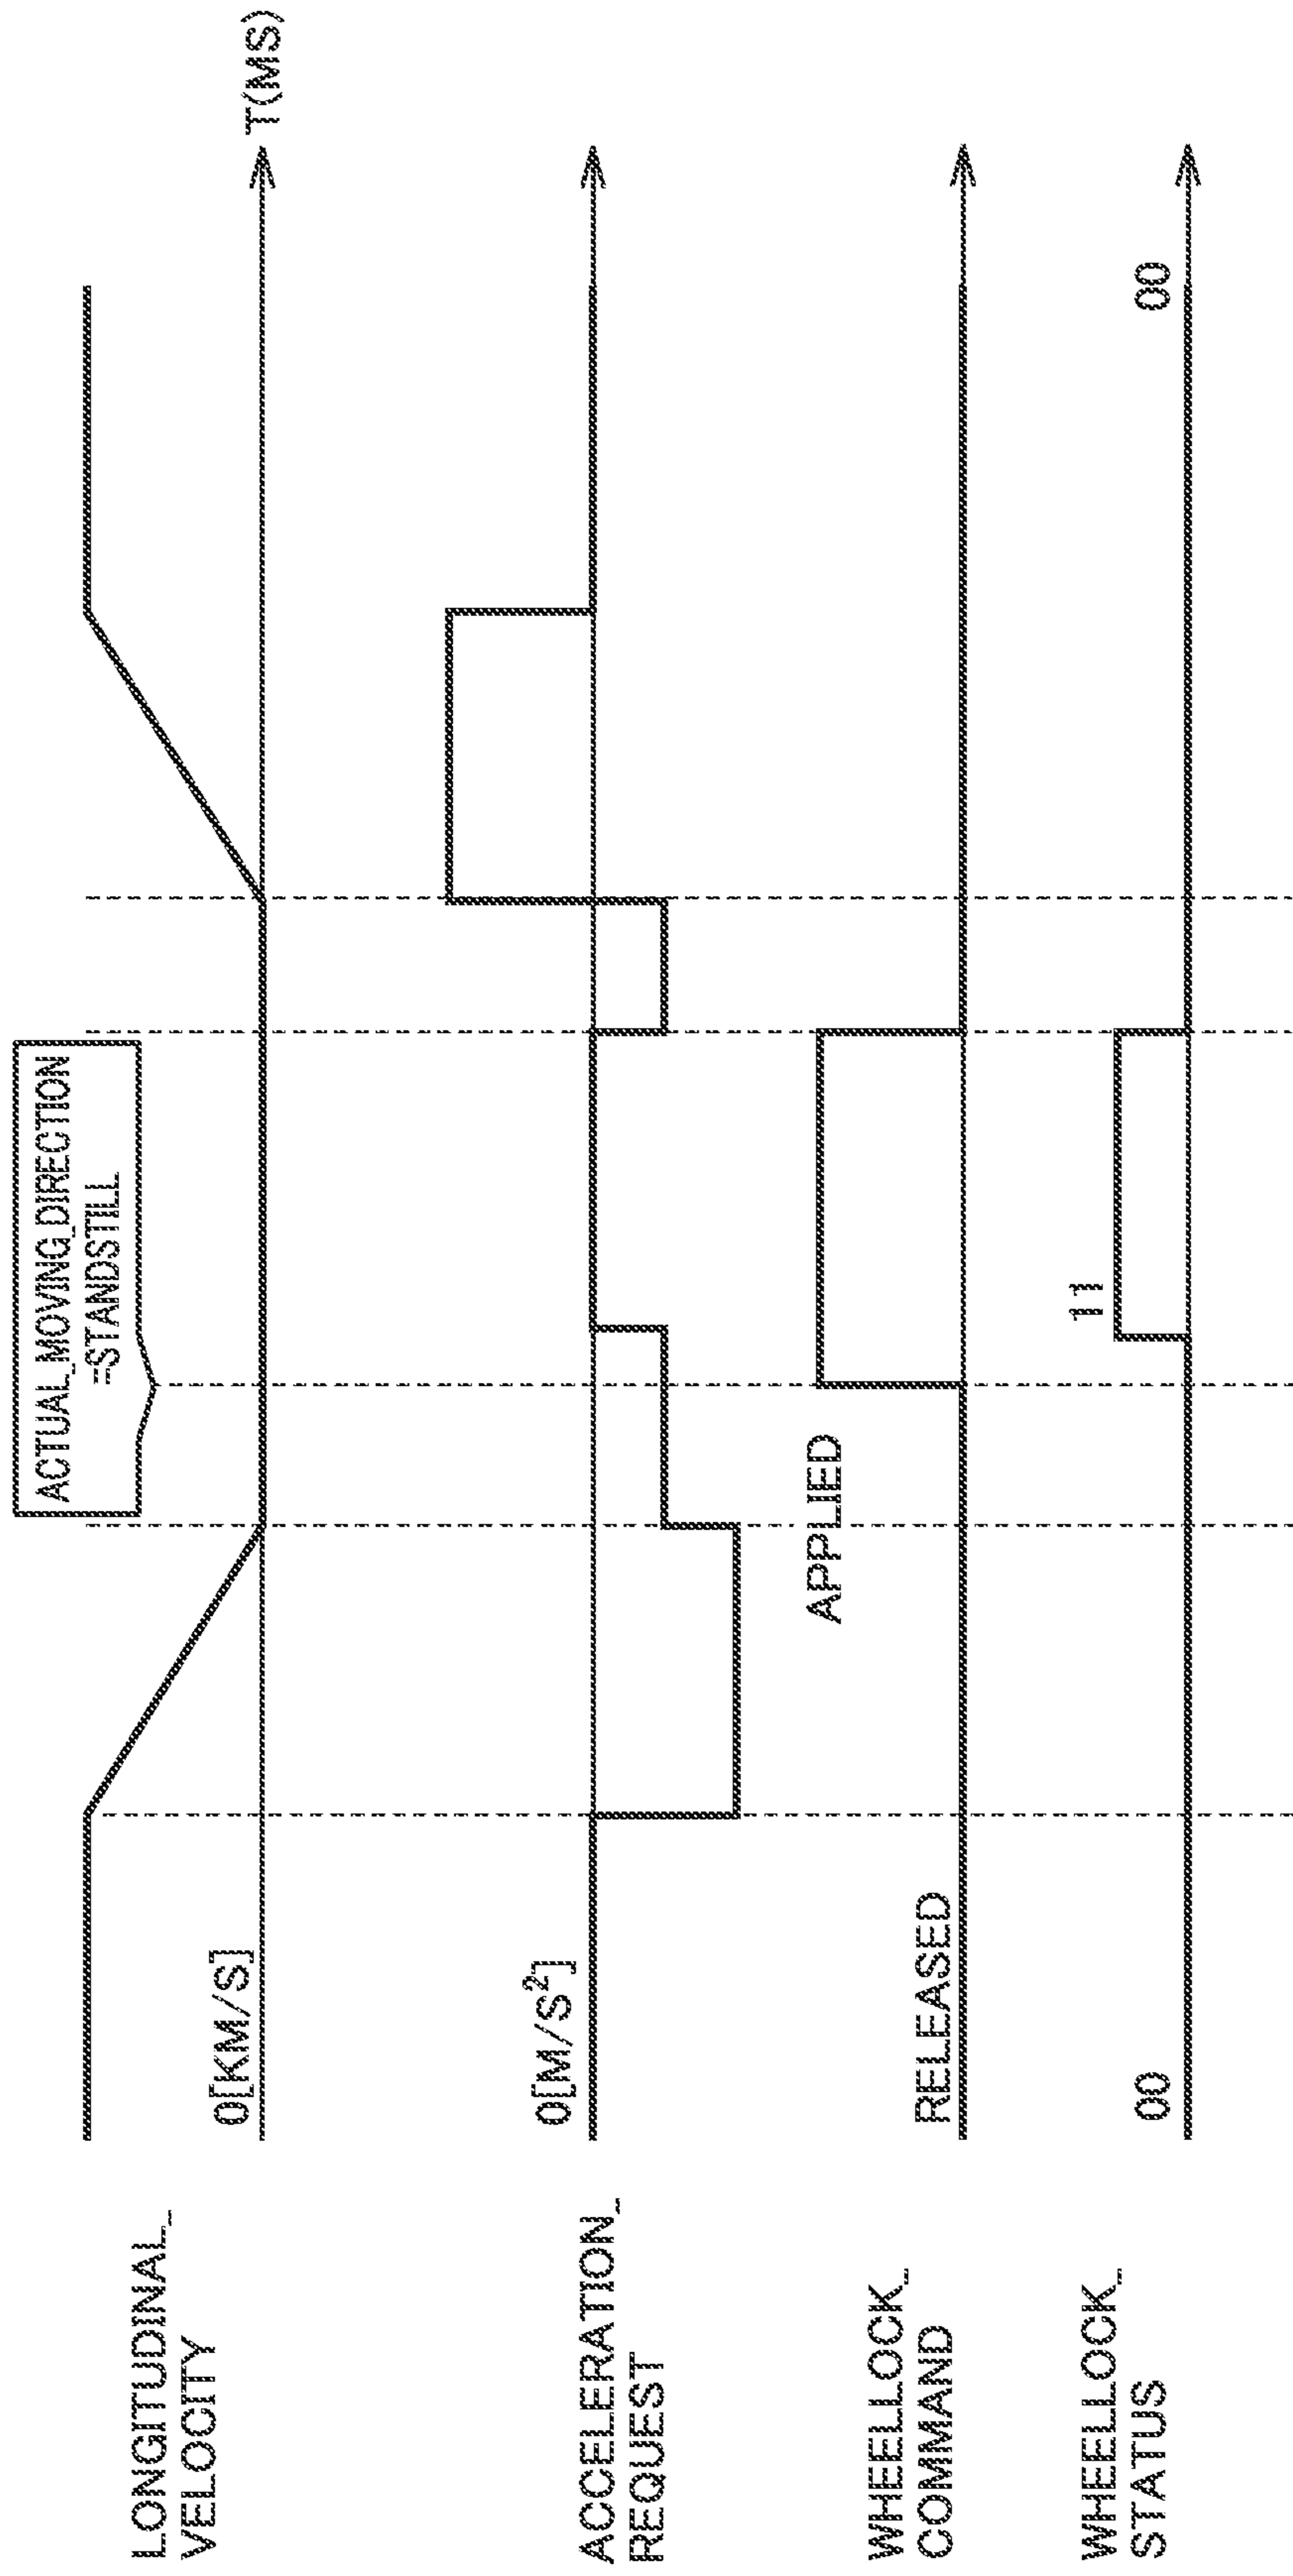 ACTUAL_MOVING_DIRECTION
=STANDSTILL
LONGITUDINAL_
VELOCITY
0[KM/S]
T(MS)
ACCELERATION_
REQUEST
0[M/S²]
WHEELLOCK_
COMMAND
RELEASED
APPLIED
WHEELLOCK_
STATUS
00
11
00